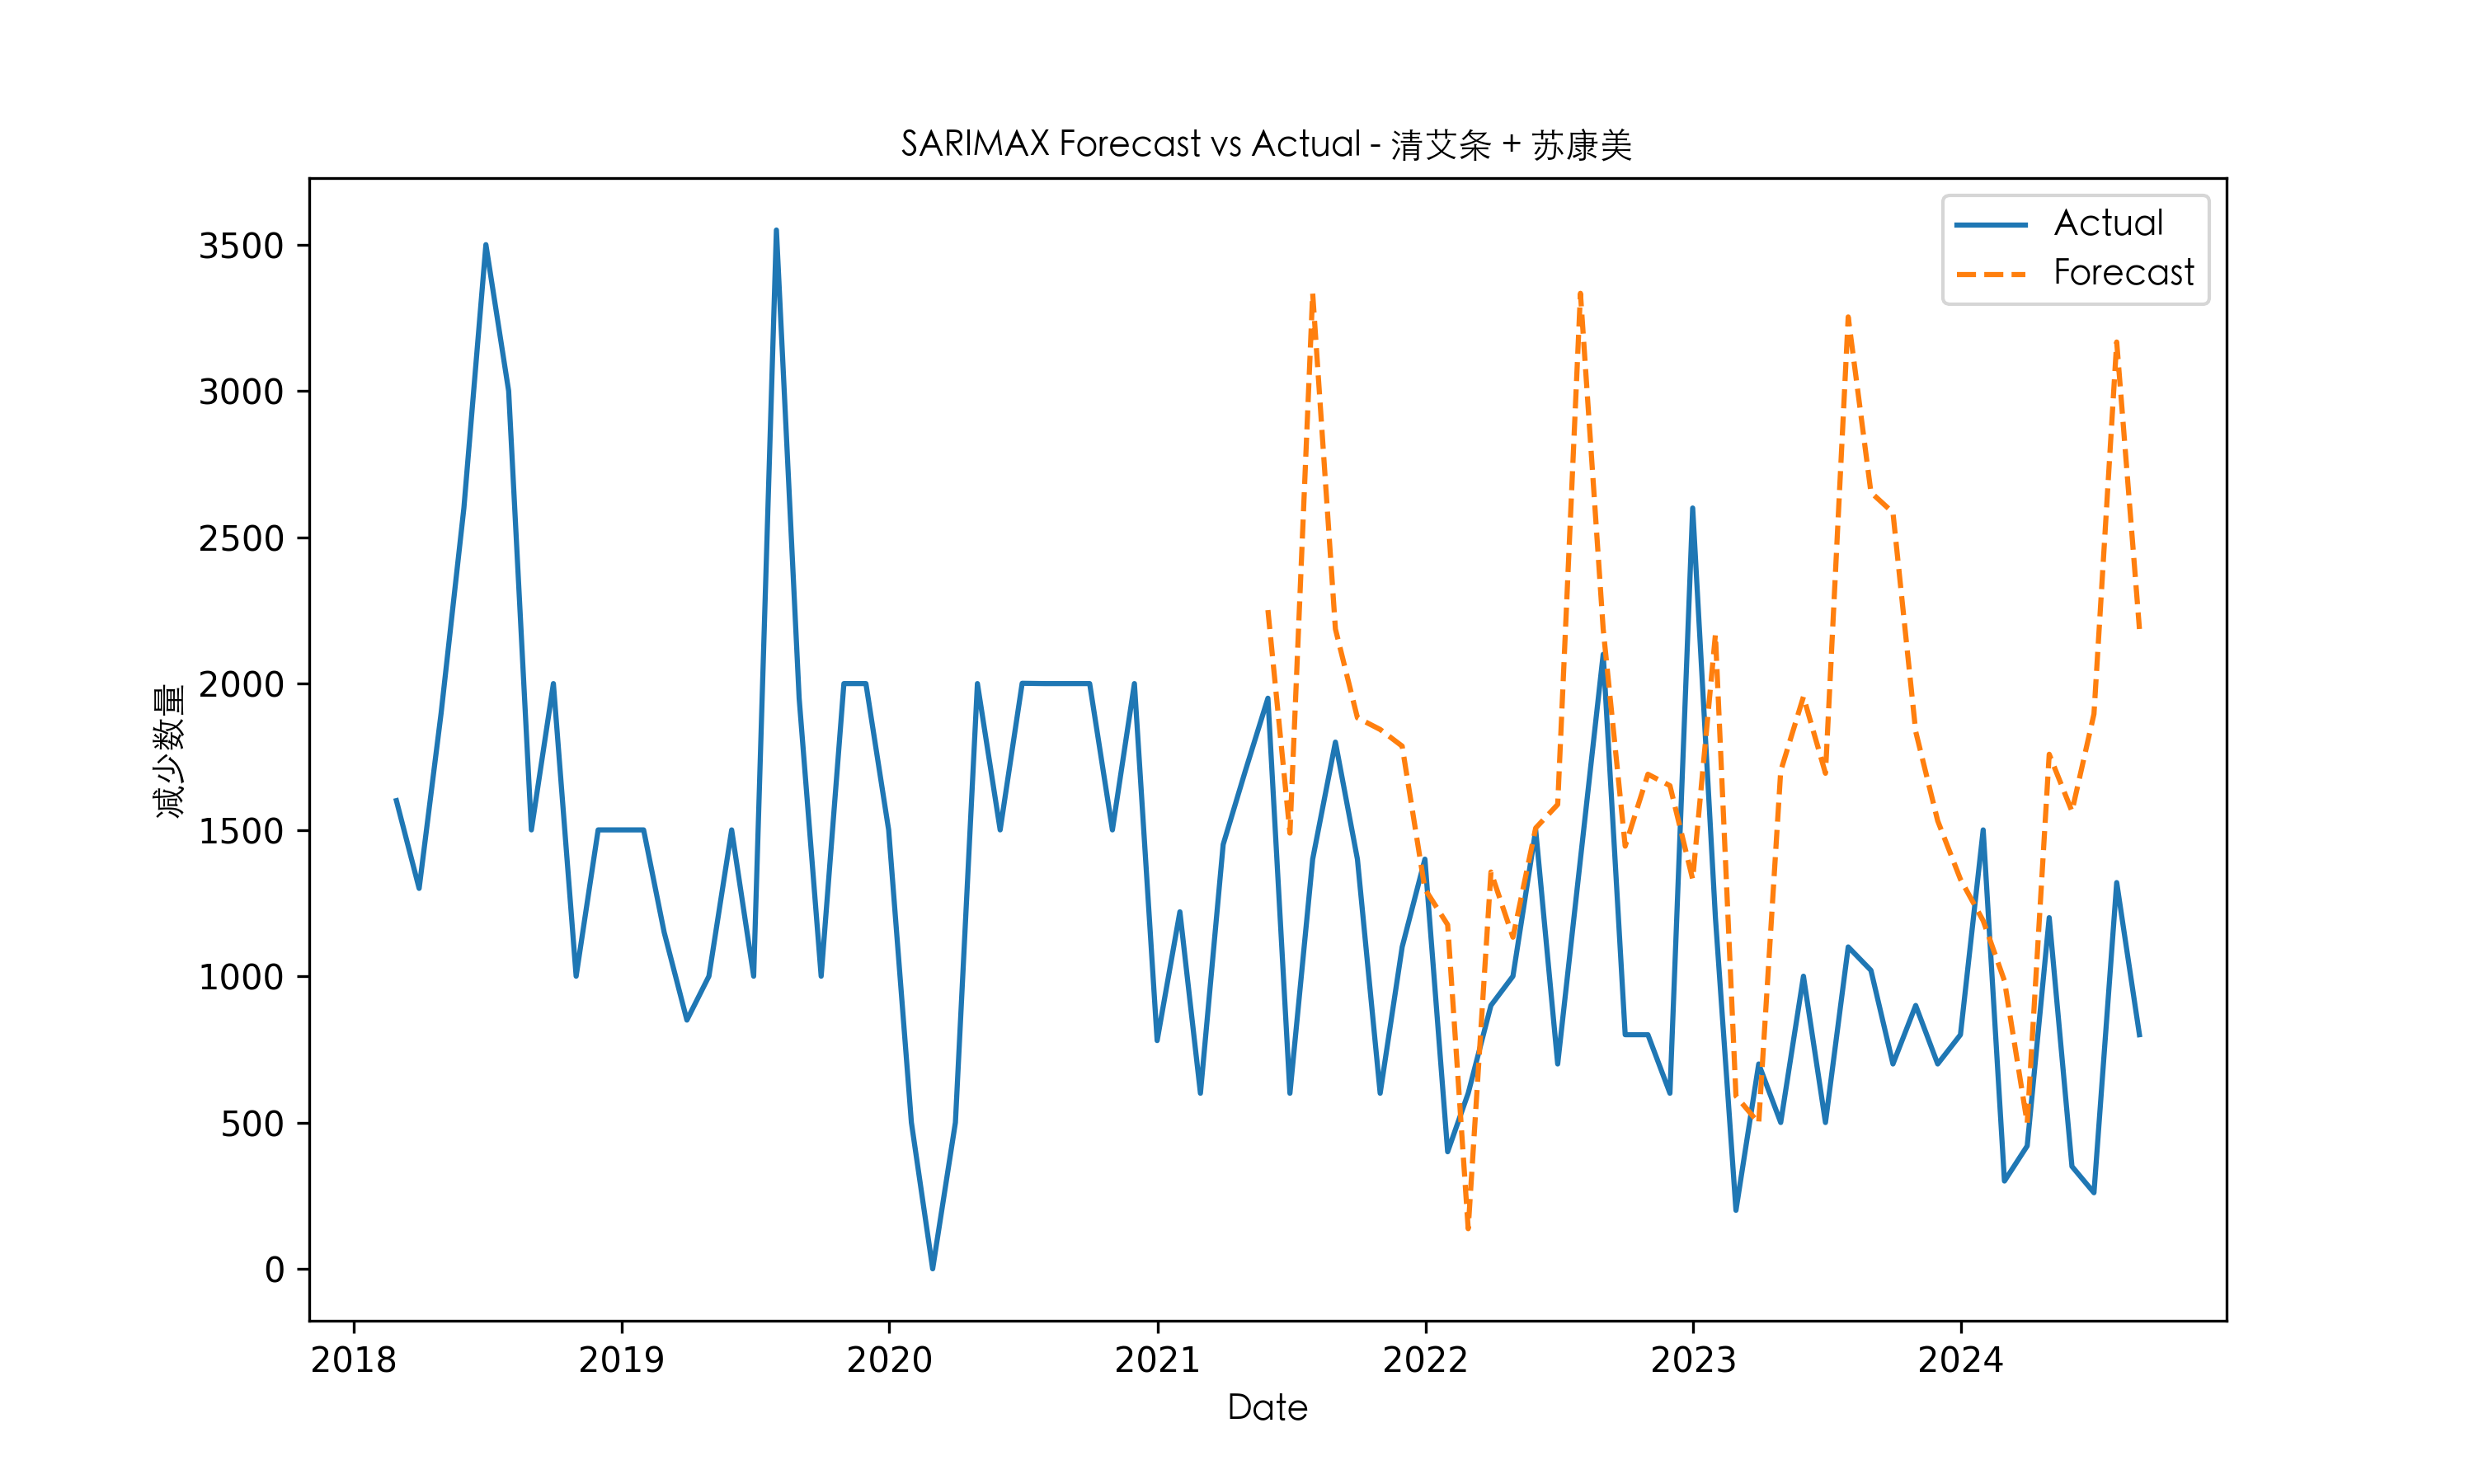 SARIMAX Forecast vs Actual - 清艾条 + 苏康美
Actual
Forecast
减少数量
3500
3000
2500
2000
1500
1000
500
0
2018 2019 2020 2021 2022 2023 2024
Date